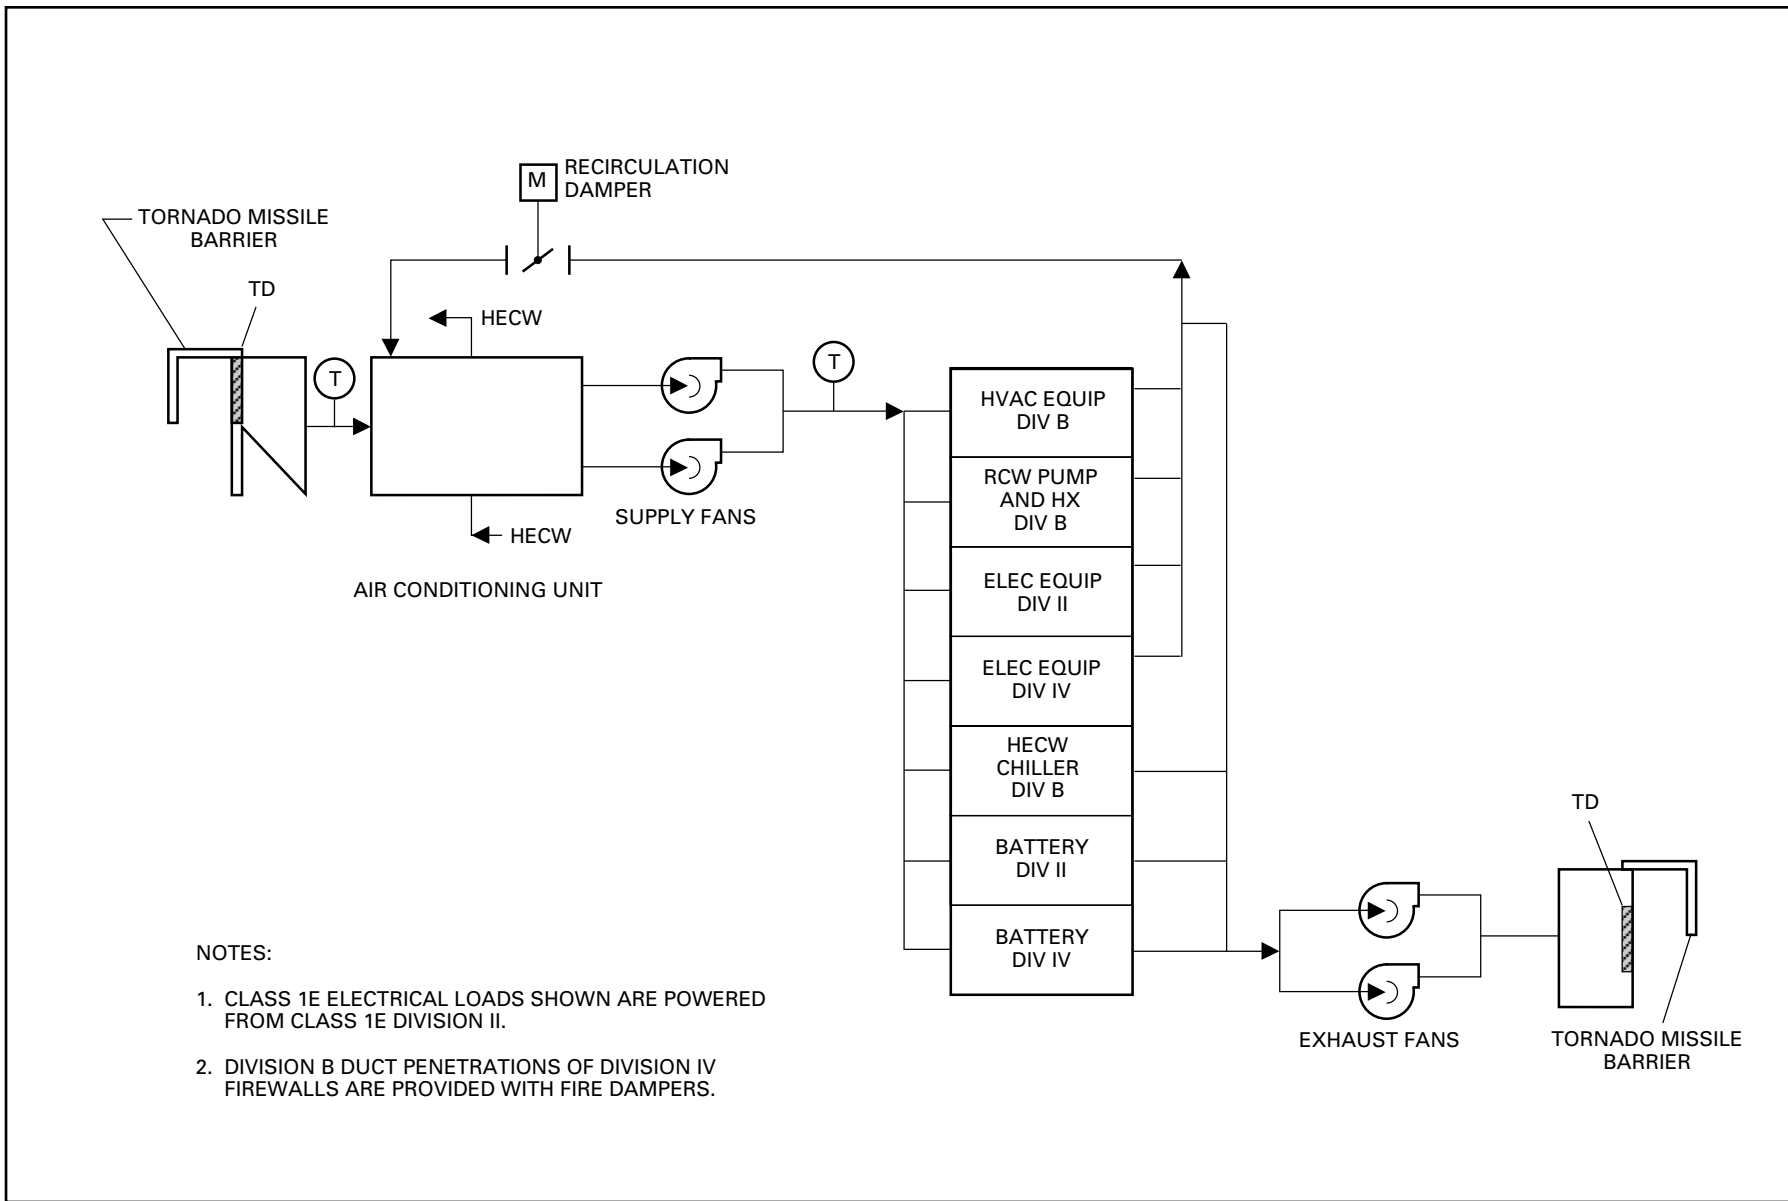 M
RECIRCULATION
DAMPER
TORNADO MISSILE
BARRIER
TD
HECW
T
T
HECW
SUPPLY FANS
AIR CONDITIONING UNIT
HVAC EQUIP
DIV B
RCW PUMP
AND HX
DIV B
ELEC EQUIP
DIV II
ELEC EQUIP
DIV IV
HECW
CHILLER
DIV B
BATTERY
DIV II
BATTERY
DIV IV
TD
EXHAUST FANS
TORNADO MISSILE
BARRIER
NOTES:
1. CLASS 1E ELECTRICAL LOADS SHOWN ARE POWERED
FROM CLASS 1E DIVISION II.
2. DIVISION B DUCT PENETRATIONS OF DIVISION IV
FIREWALLS ARE PROVIDED WITH FIRE DAMPERS.